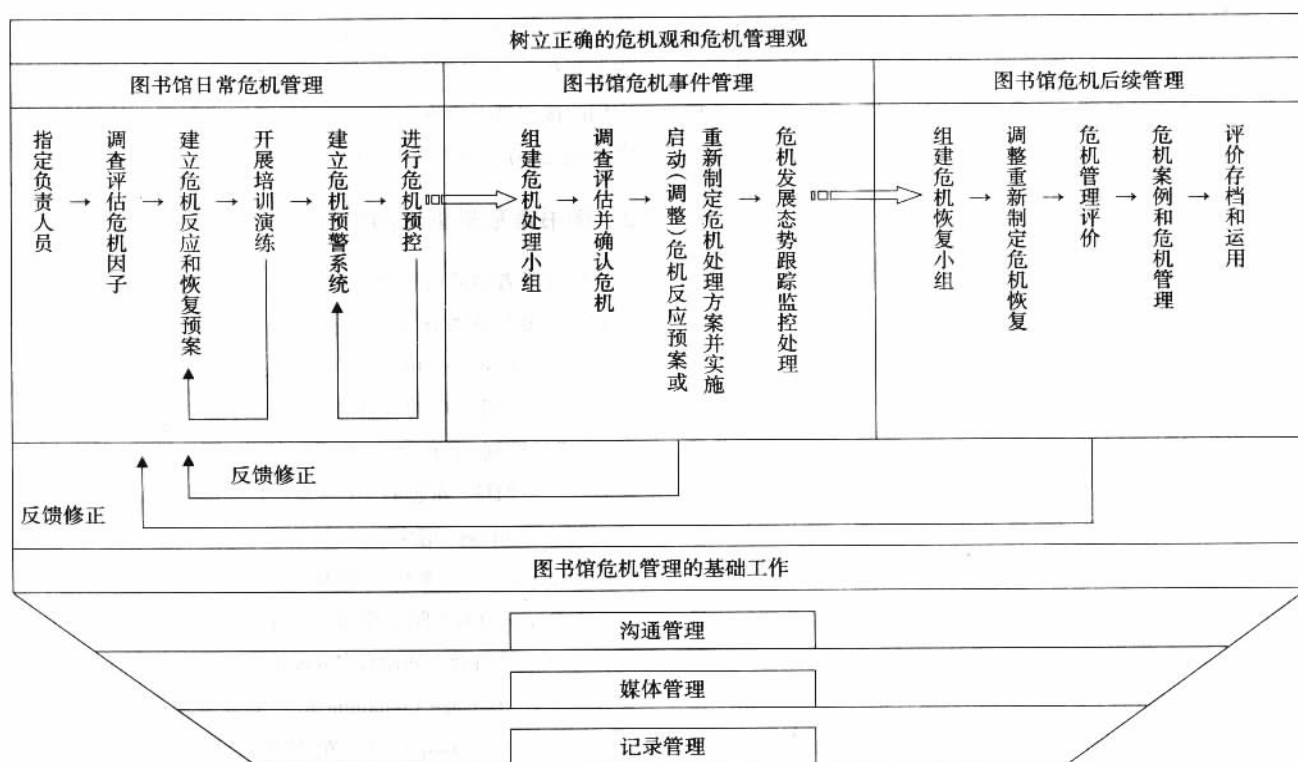 树立正确的危机观和危机管理观
图书馆日常危机管理
图书馆危机事件管理
图书馆危机后续管理
指定负责人员
调查评估危机因子
建立危机反应和恢复预案
开展培训演练
建立危机预警系统
进行危机预控
组建危机处理小组
调查评估并确认危机
启动(调整)危机反应预案或
重新制定危机处理方案并实施
危机发展态势跟踪监控处理
组建危机恢复小组
调整重新制定危机恢复
危机管理评价
危机案例和危机管理
评价存档和运用
反馈修正
反馈修正
图书馆危机管理的基础工作
沟通管理
媒体管理
记录管理